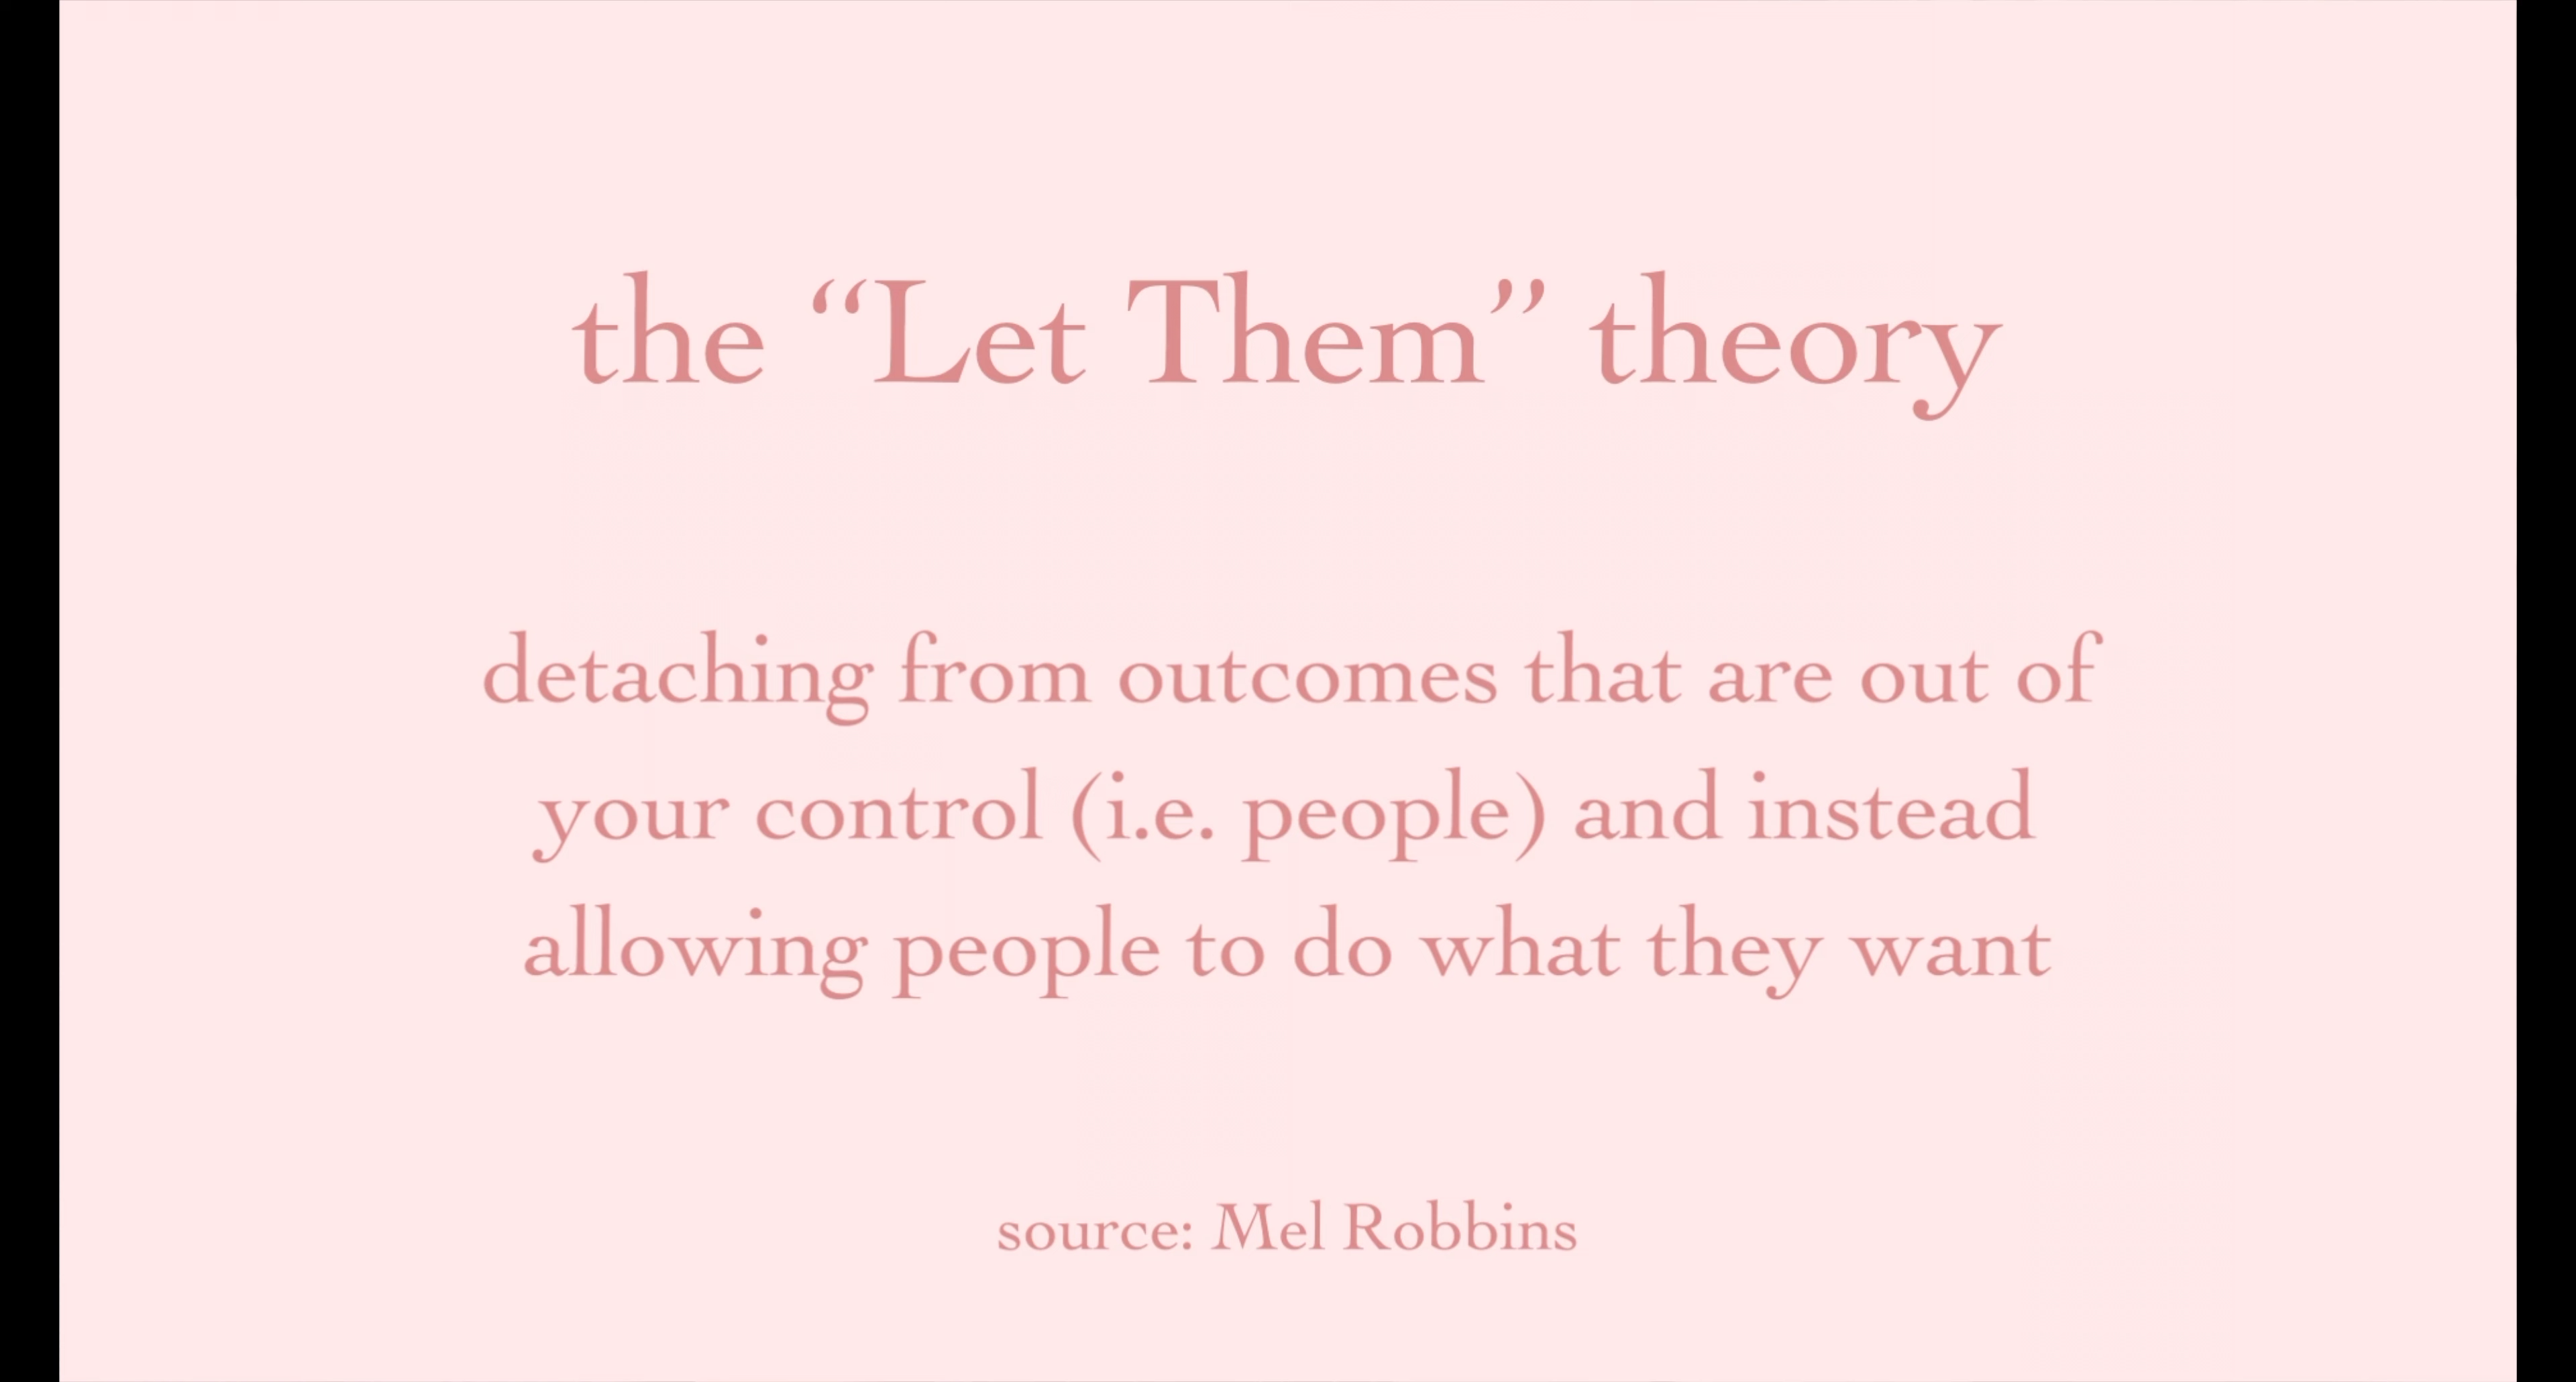 the “Let Them” theory
detaching from outcomes that are out of
your control (i.e. people) and instead
allowing people to do what they want
source: Mel Robbins